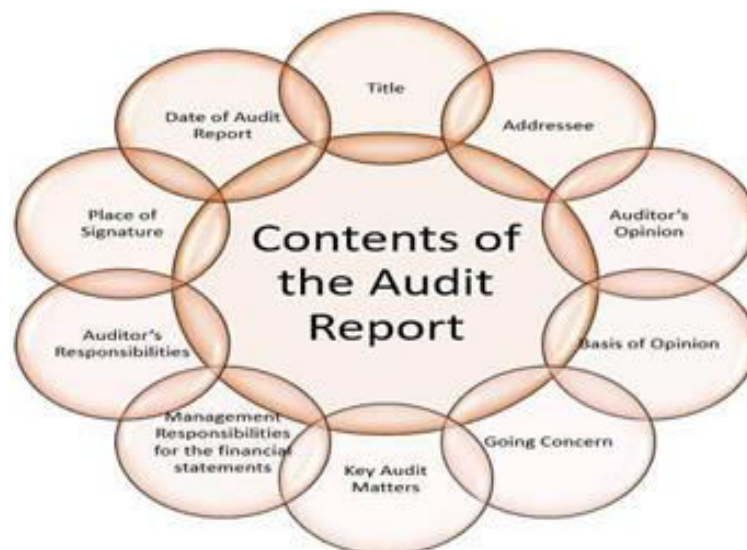 Contents of
the Audit
Report
Title
Addressee
Auditor's
Opinion
Basis of Opinion
Going Concern
Key Audit
Matters
Management
Responsibilities
for the financial
statements
Auditor's
Responsibilities
Place of
Signature
Date of Audit
Report